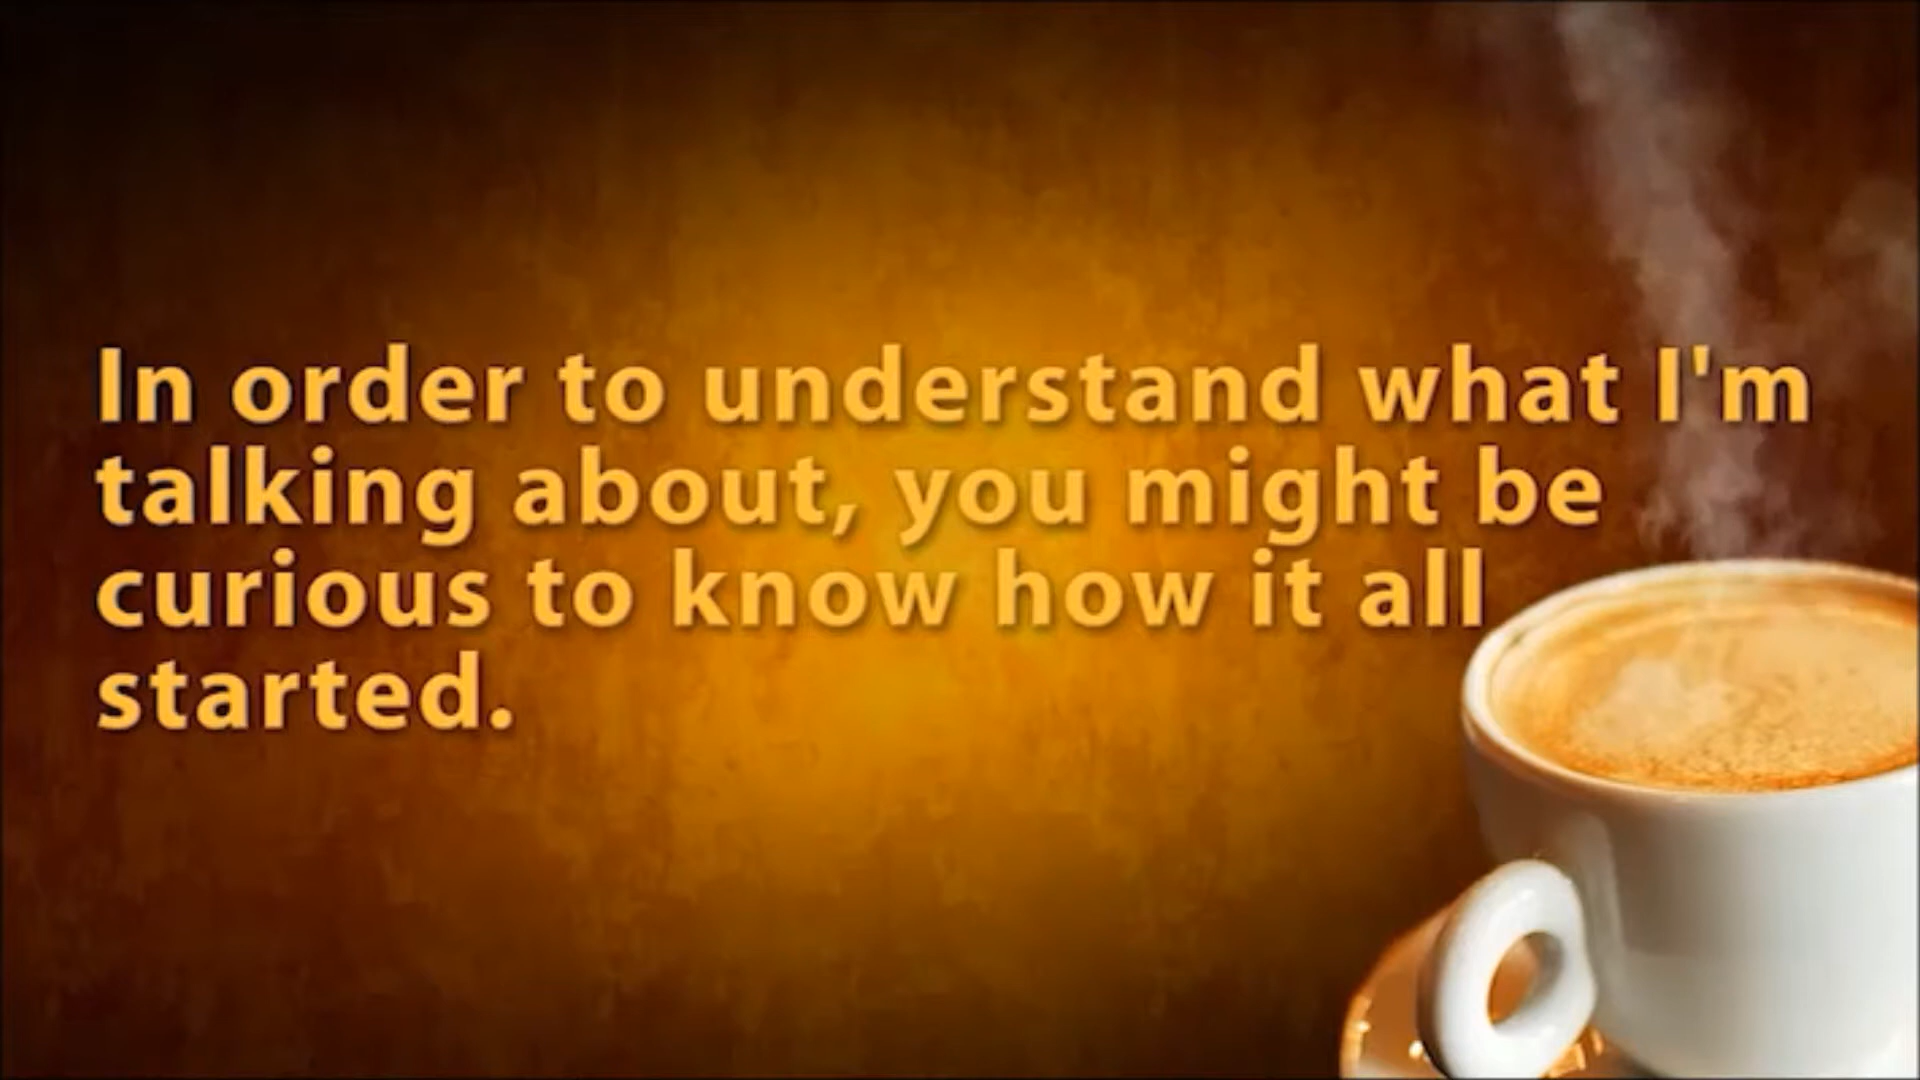 In order to understand what I'm
talking about, you might be
curious to know how it all
started.